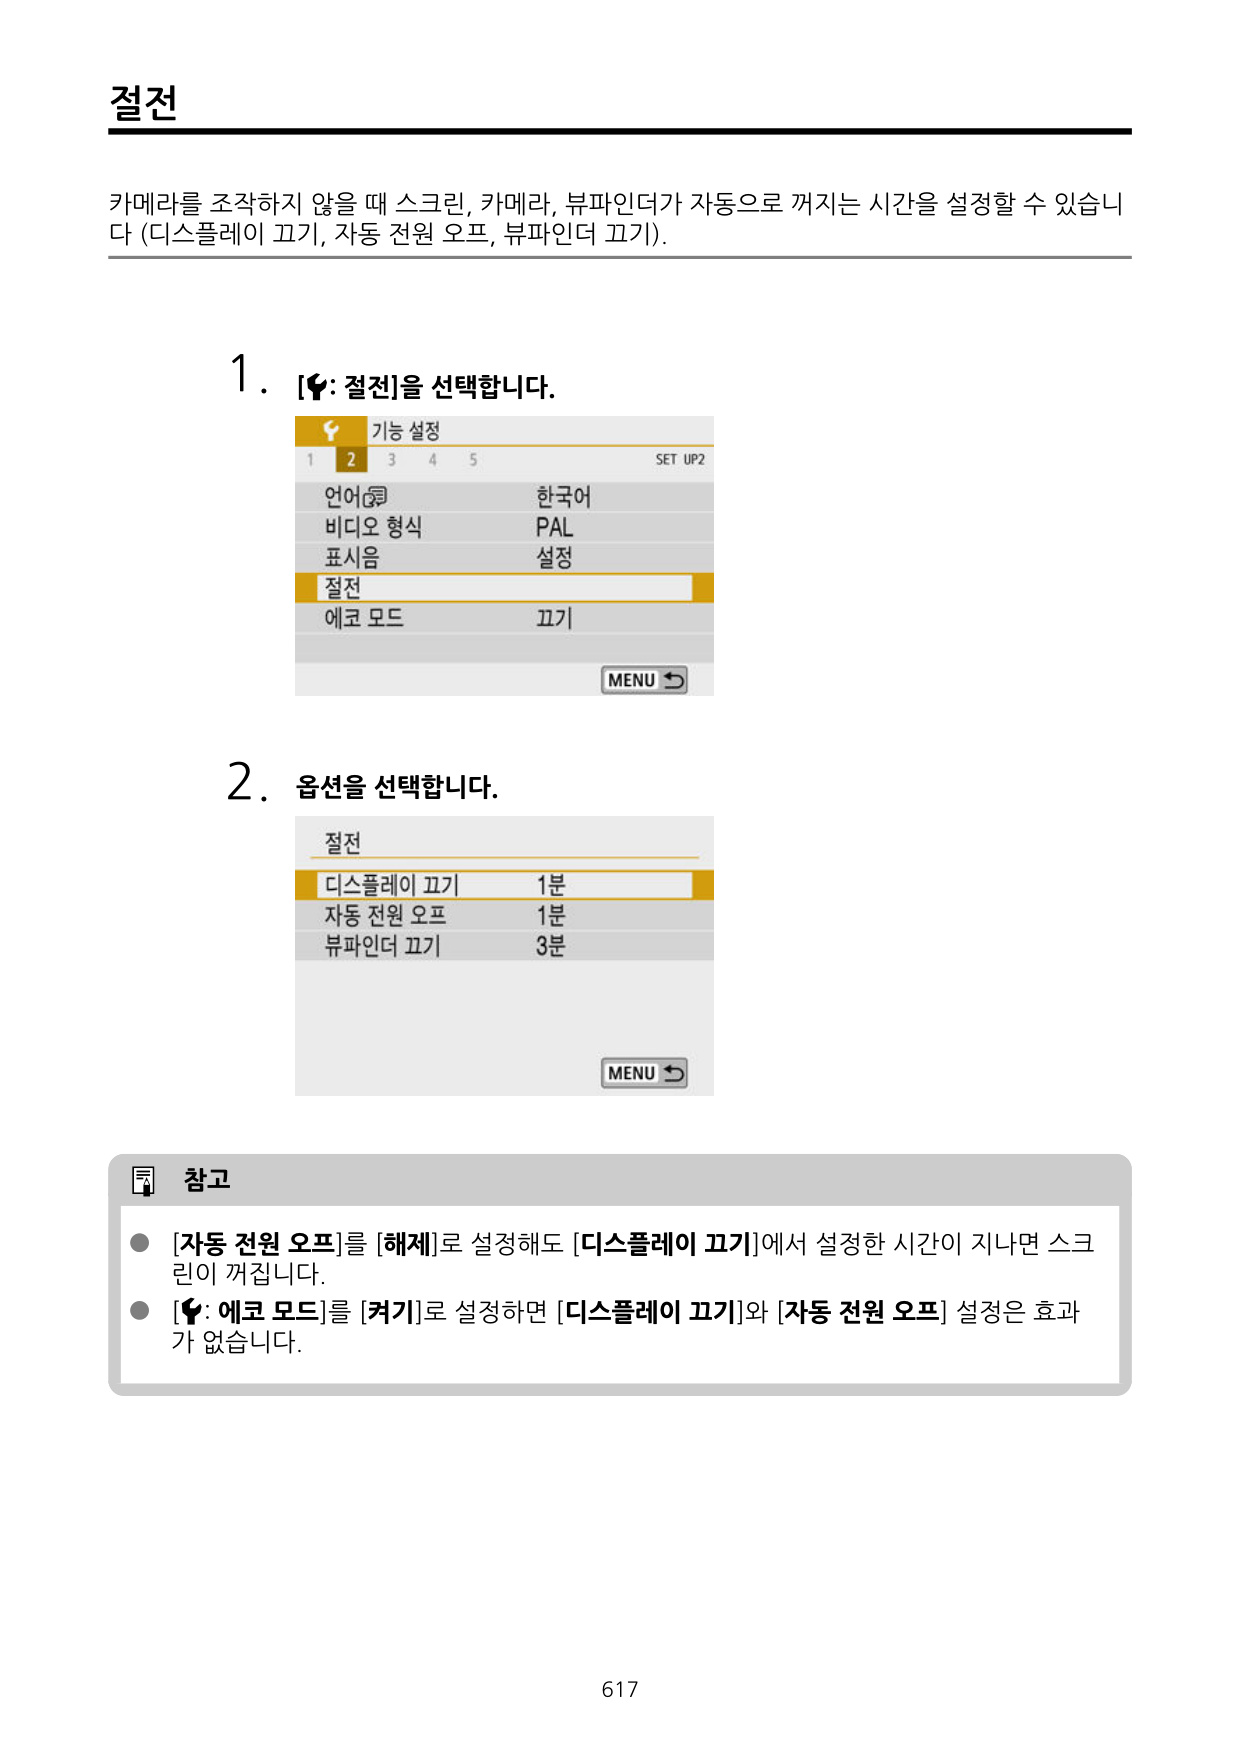 절전
카메라를 조작하지 않을 때 스크린, 카메라, 뷰파인더가 자동으로 꺼지는 시간을 설정할 수 있습니
다 (디스플레이 끄기, 자동 전원 오프, 뷰파인더 끄기).
1. [: 절전]을 선택합니다.
기능 설정
1 2 3 4 5 SET UP2
언어 한국어
비디오 형식 PAL
표시음 설정
절전
에코 모드 끄기
MENU
2. 옵션을 선택합니다.
절전
디스플레이 끄기 1분
자동 전원 오프 1분
뷰파인더 끄기 3분
MENU
참고
● [자동 전원 오프]를 [해제]로 설정해도 [디스플레이 끄기]에서 설정한 시간이 지나면 스크
린이 꺼집니다.
● [: 에코 모드]를 [켜기]로 설정하면 [디스플레이 끄기]와 [자동 전원 오프] 설정은 효과
가 없습니다.
617